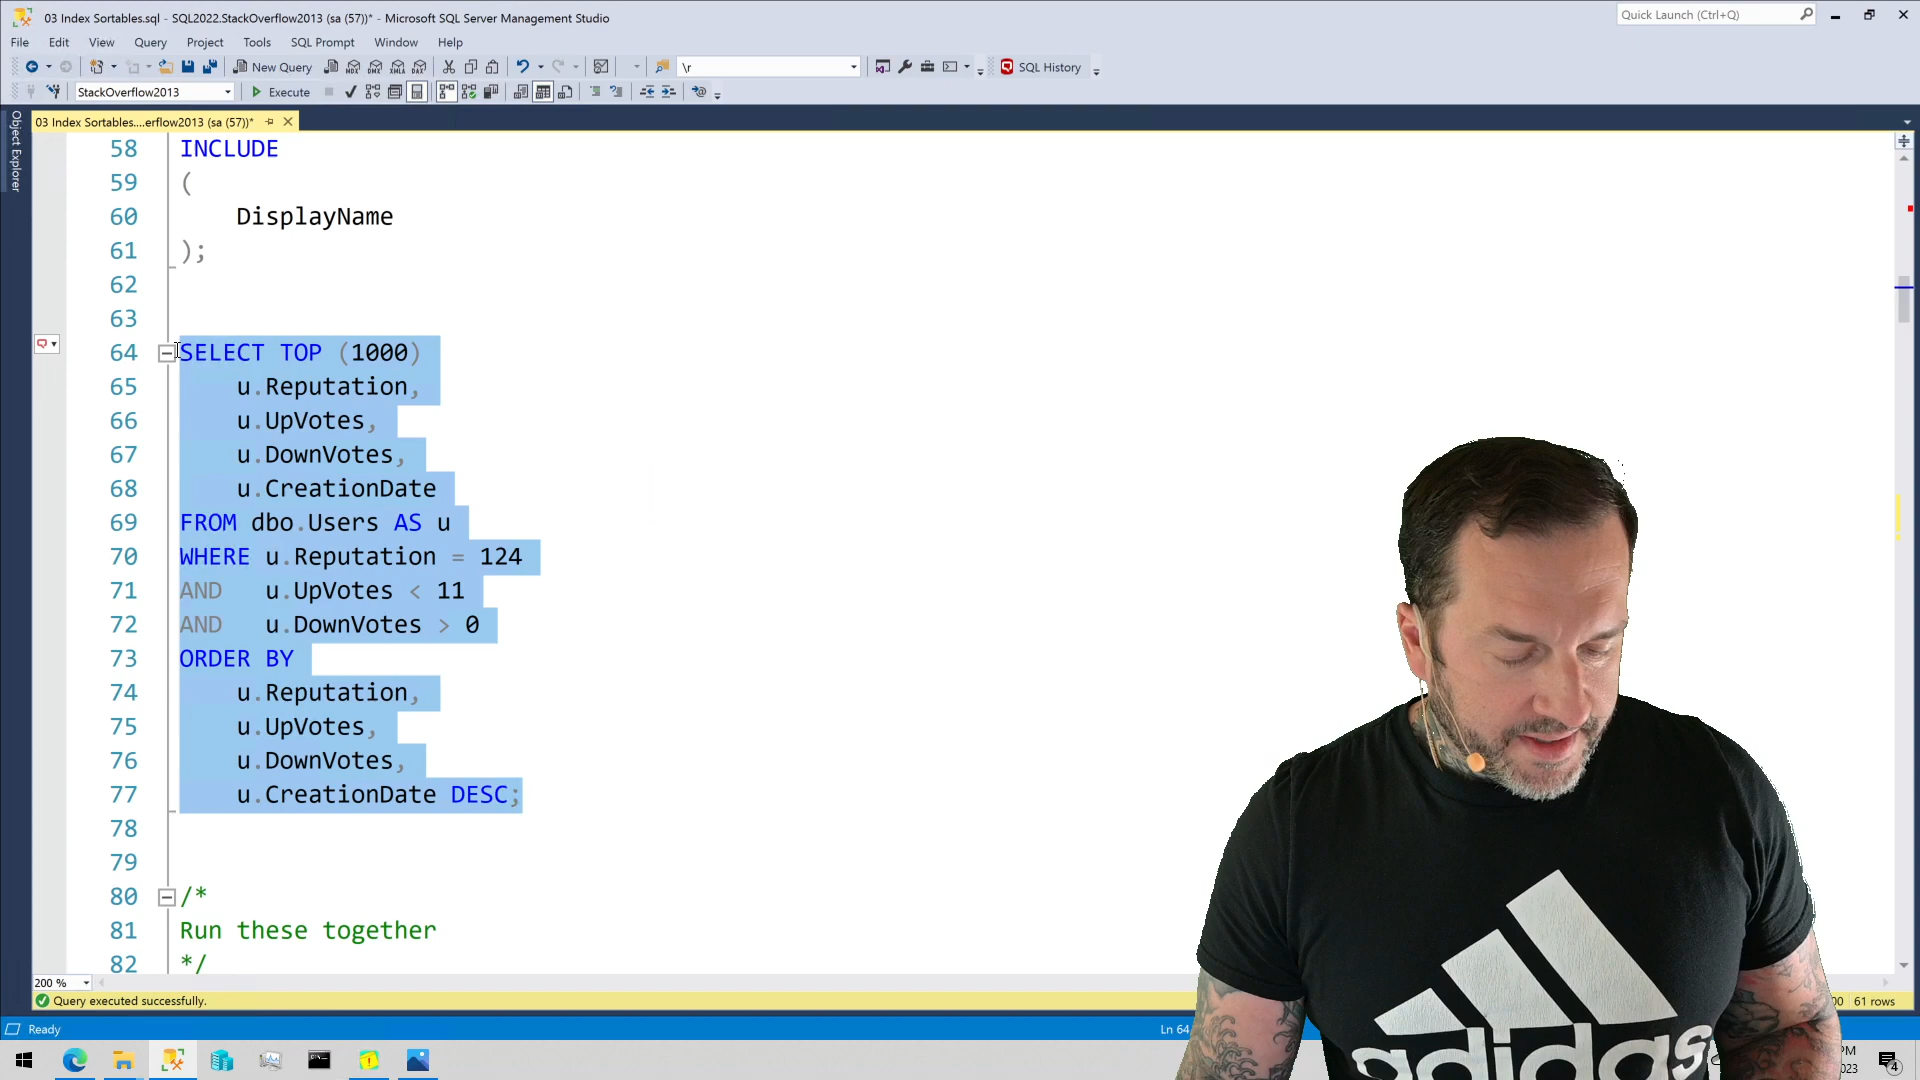 03 Index Sortables.sql - SQL2022.StackOverflow2013 (sa (57))* - Microsoft SQL Server Management Studio
Quick Launch (Ctrl+Q)
File Edit View Query Project Tools SQL Prompt Window Help
New Query \r SQL History
StackOverflow2013 Execute
03 Index Sortables....erflow2013 (sa (57))*
Object Explorer
58 INCLUDE
59 (
60 DisplayName
61 );
62
63
64 SELECT TOP (1000)
65 u.Reputation,
66 u.UpVotes,
67 u.DownVotes,
68 u.CreationDate
69 FROM dbo.Users AS u
70 WHERE u.Reputation = 124
71 AND u.UpVotes < 11
72 AND u.DownVotes > 0
73 ORDER BY
74 u.Reputation,
75 u.UpVotes,
76 u.DownVotes,
77 u.CreationDate DESC;
78
79
80 /*
81 Run these together
82 */
200 %
Query executed successfully.
61 rows
Ready
Ln 64
adidas